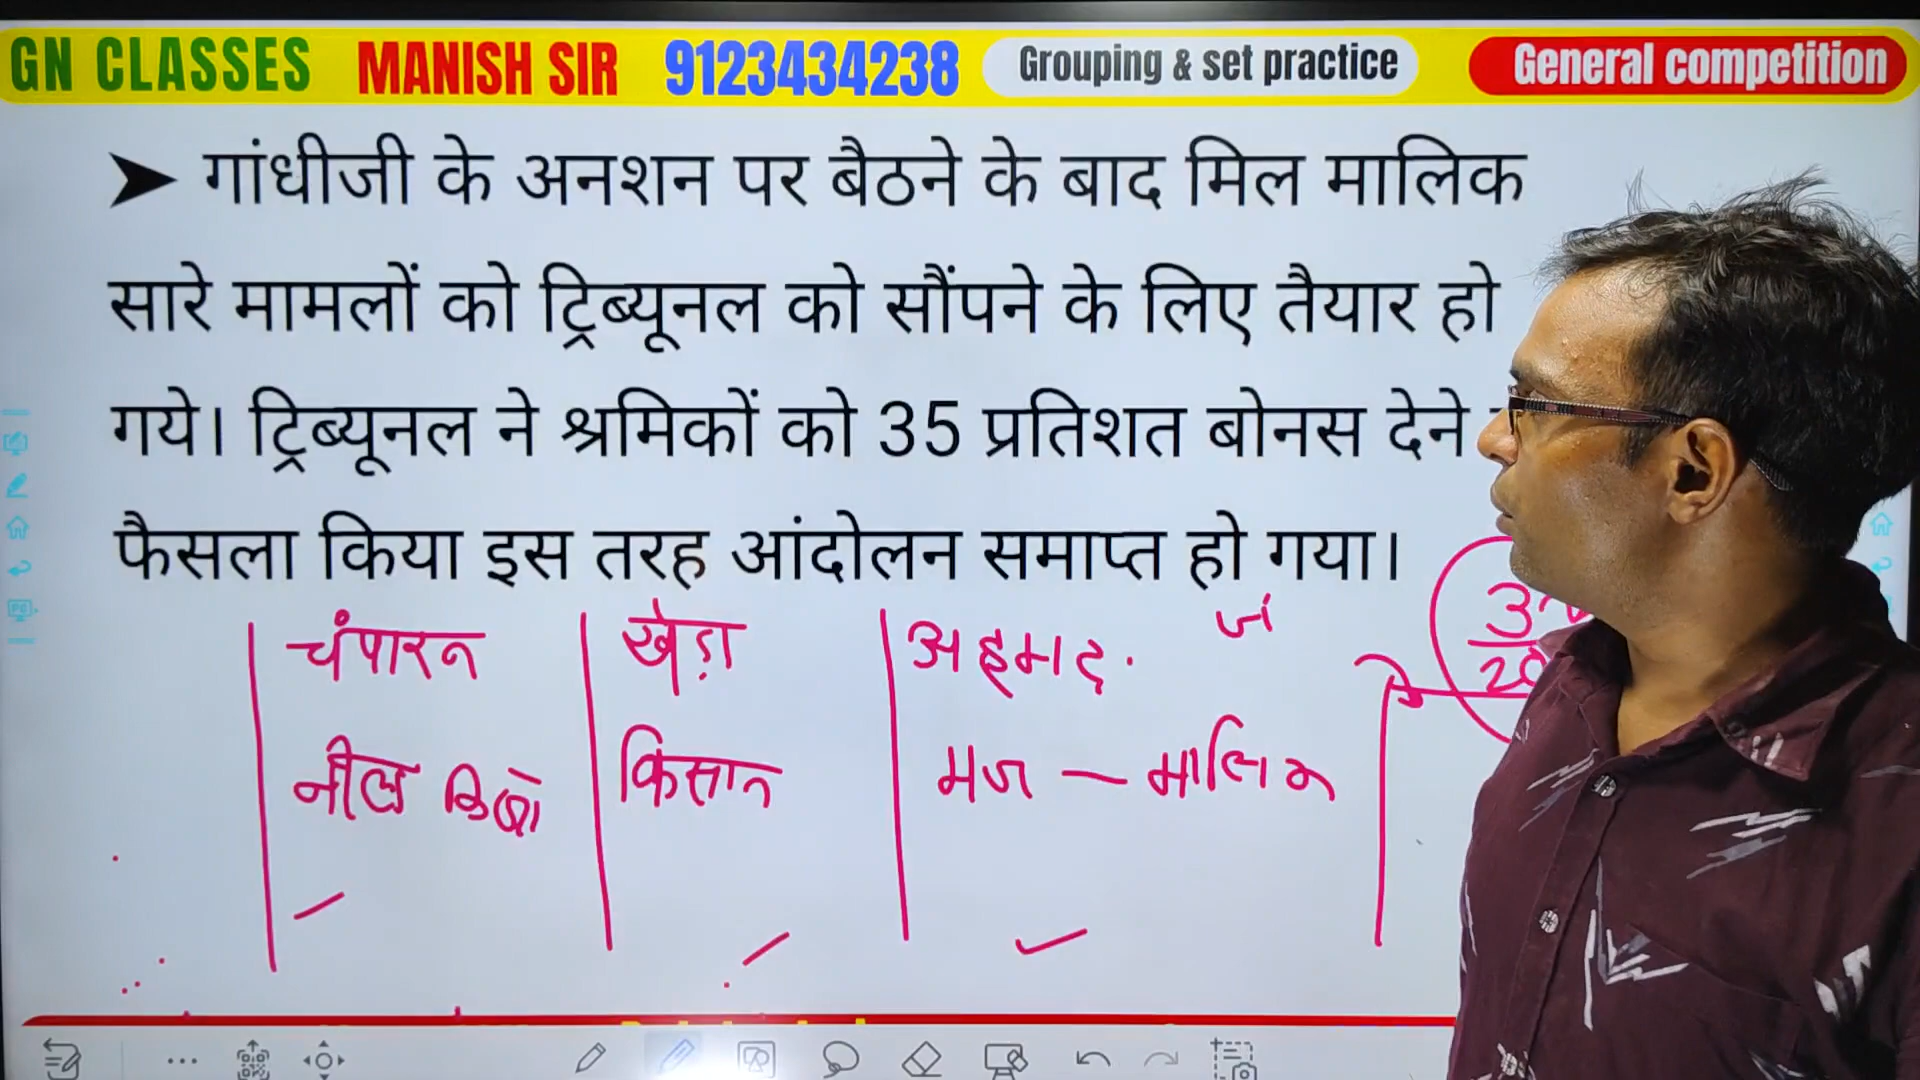 GN CLASSES MANISH SIR 9123434238 Grouping & set practice General competition
➤ गांधीजी के अनशन पर बैठने के बाद मिल मालिक
सारे मामलों को ट्रिब्यूनल को सौंपने के लिए तैयार हो
गये। ट्रिब्यूनल ने श्रमिकों को 35 प्रतिशत बोनस देने
फैसला किया इस तरह आंदोलन समाप्त हो गया।
चंपारन खेड़ा अहमद.
नील किसान मज - मालिक